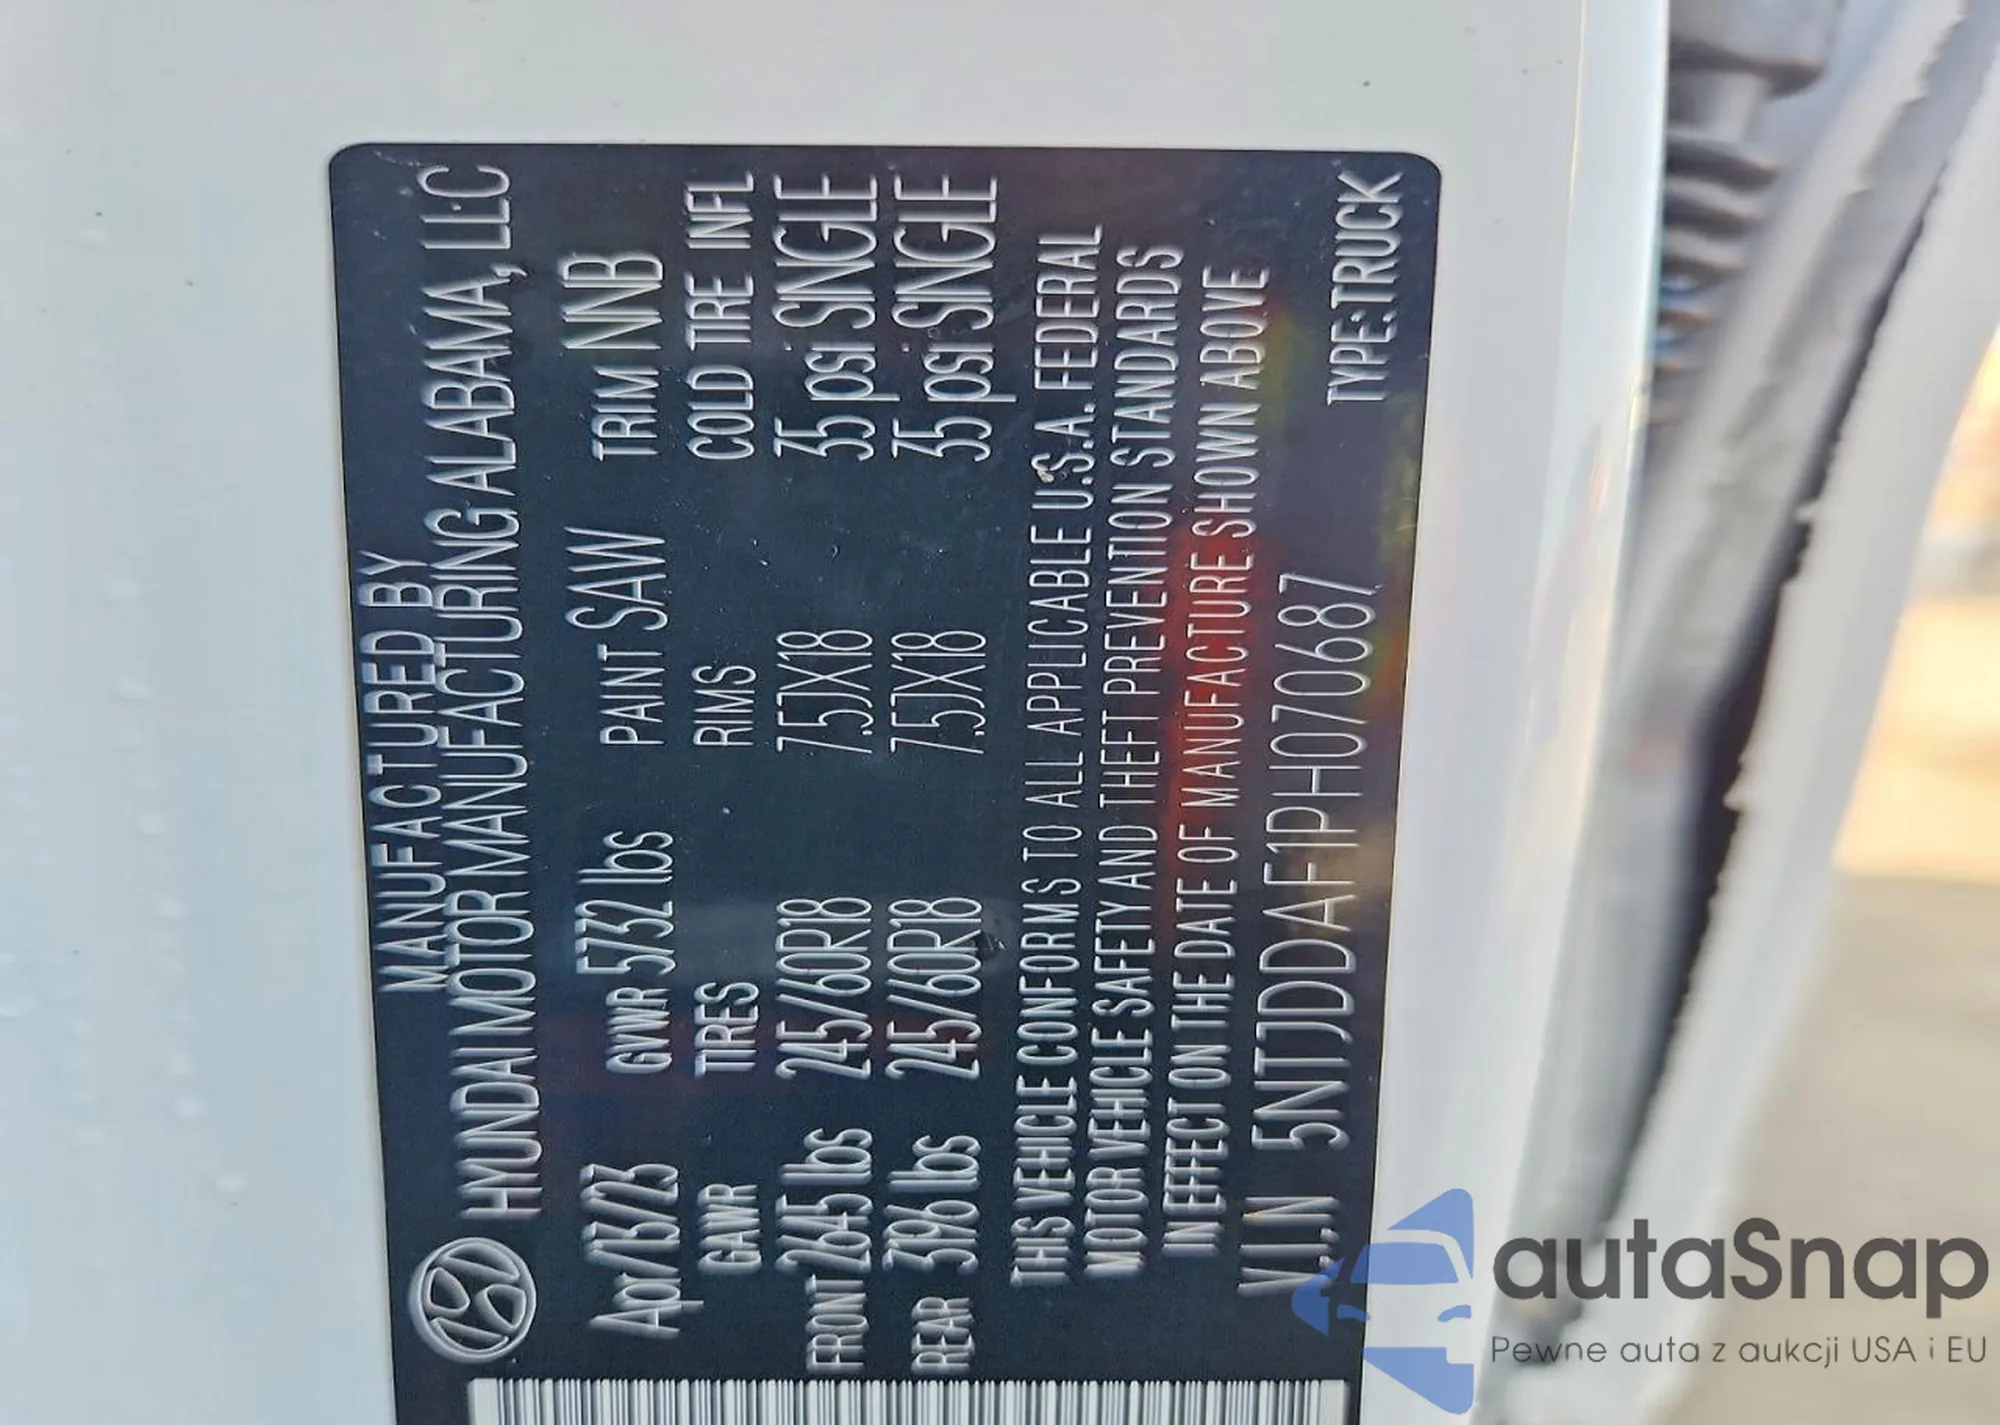 MANUFACTURED BY
HYUNDAI MOTOR MANUFACTURING ALABAMA, LLC
Apr/13/23 GVWR 5732 lbs PAINT SAW TRIM NNB
GAWR TIRES RIMS COLD TIRE INFL
FRONT 2645 lbs 245/60R18 7.5JX18 35 psi SINGLE
REAR 3196 lbs 245/60R18 7.5JX18 35 psi SINGLE
THIS VEHICLE CONFORMS TO ALL APPLICABLE U.S.A. FEDERAL
MOTOR VEHICLE SAFETY AND THEFT PREVENTION STANDARDS
IN EFFECT ON THE DATE OF MANUFACTURE SHOWN ABOVE
V.I.N 5NTJDDAF1PH070687 TYPE:TRUCK
autaSnap
Pewne auta z aukcji USA i EU